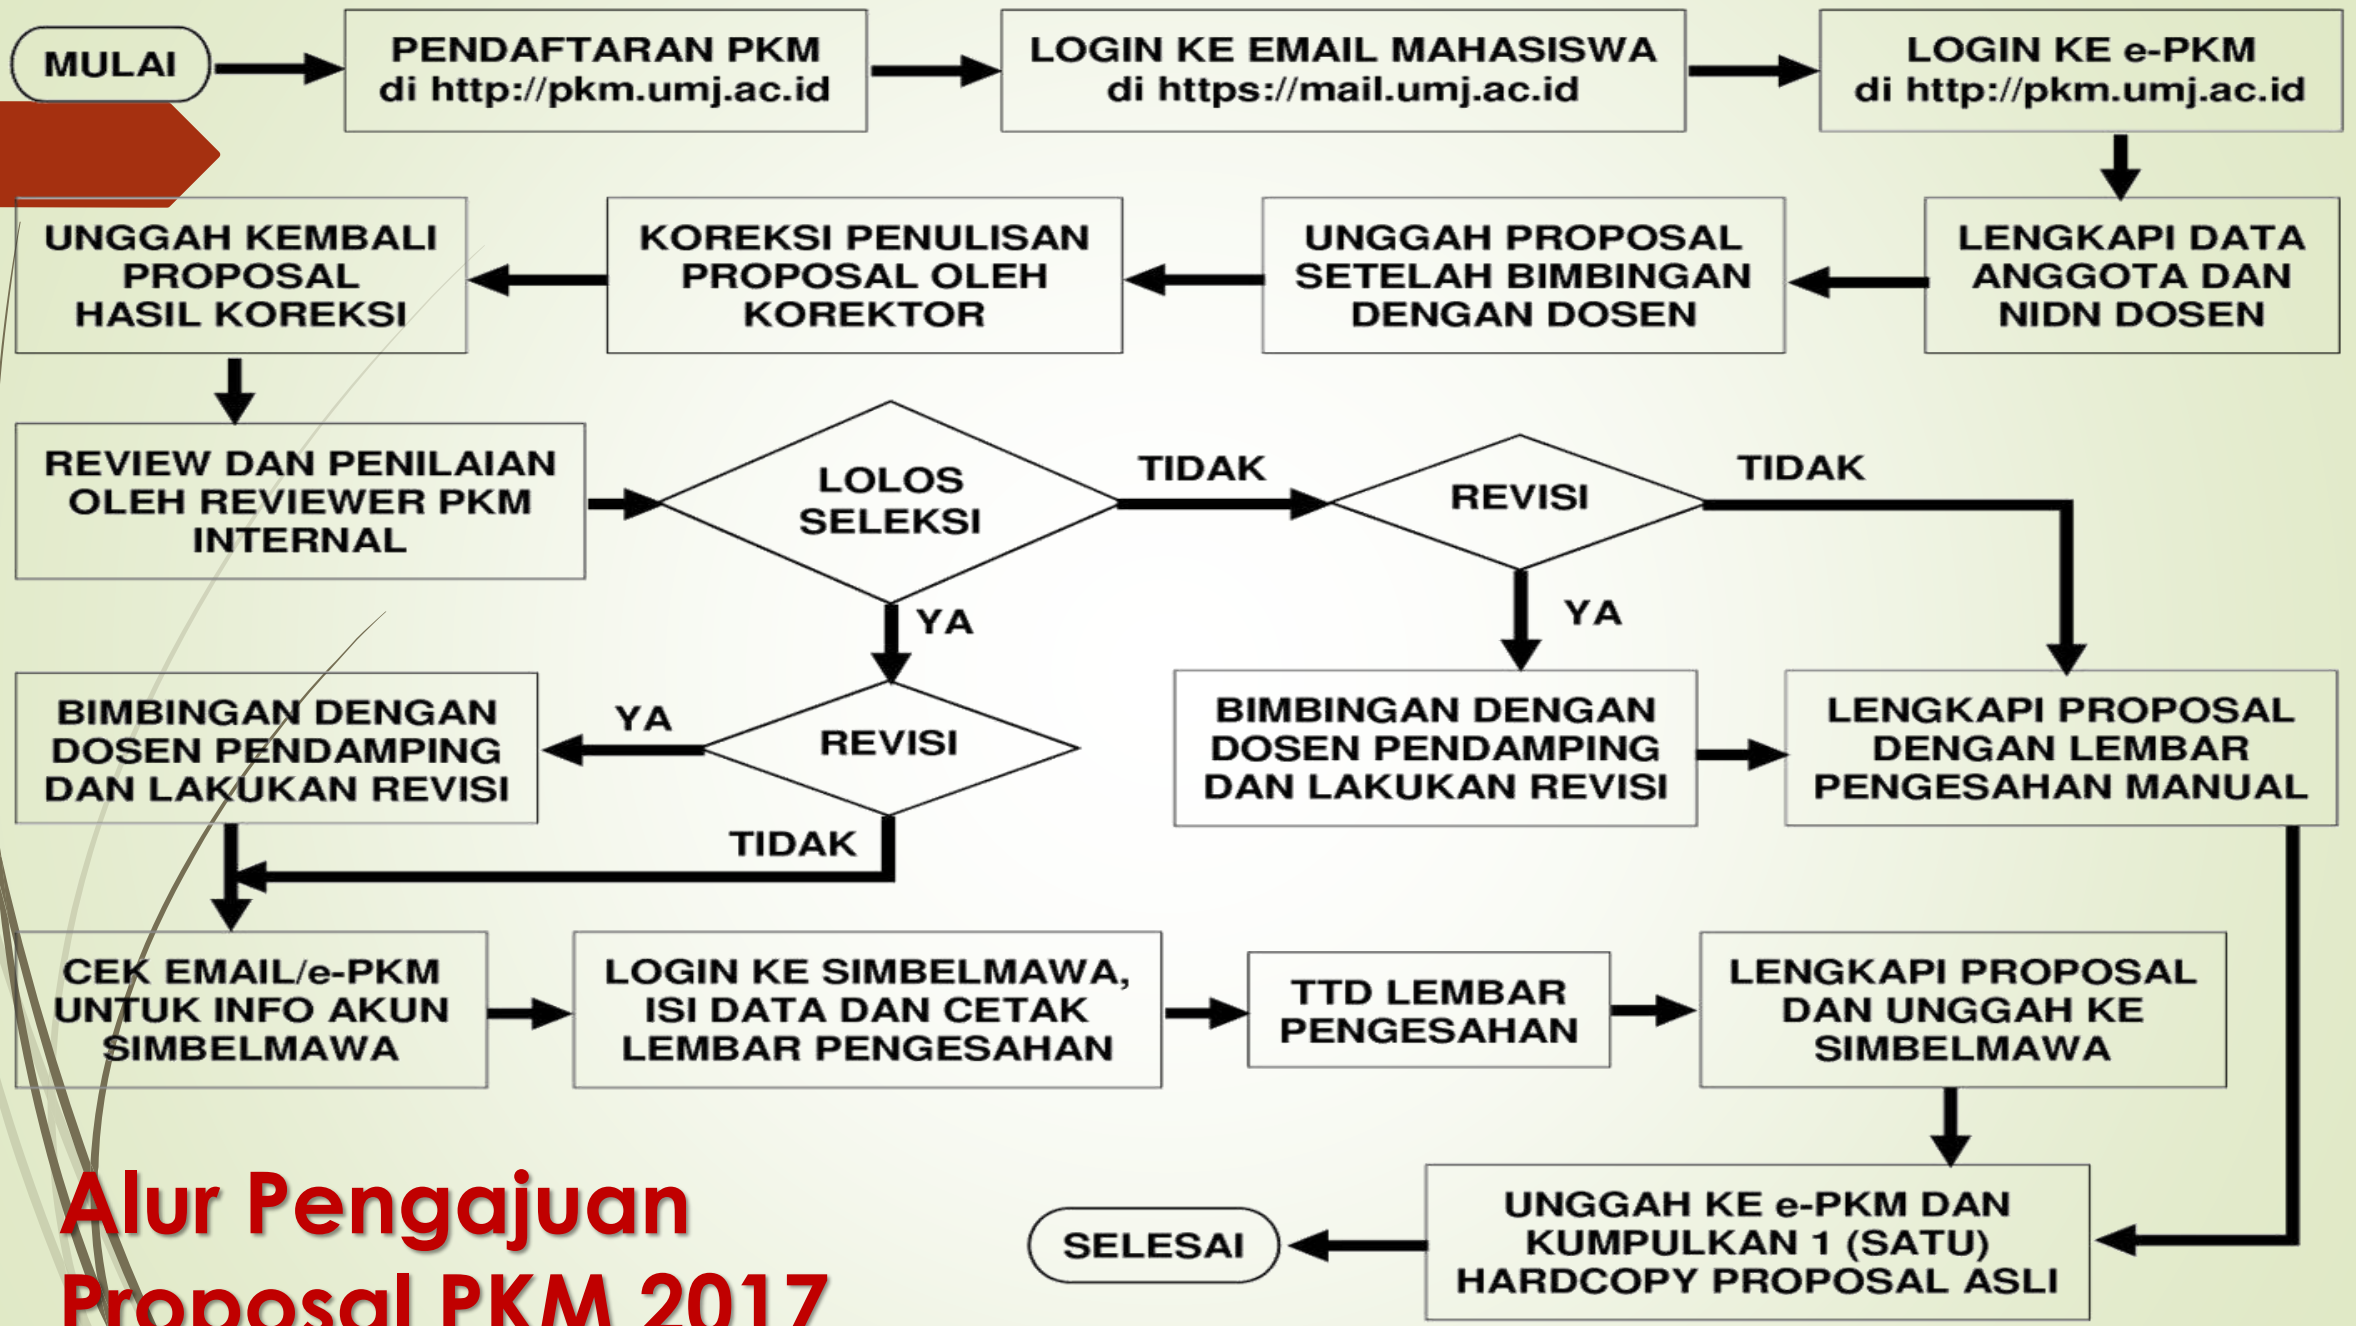 MULAI
PENDAFTARAN PKM
di http://pkm.umj.ac.id
LOGIN KE EMAIL MAHASISWA
di https://mail.umj.ac.id
LOGIN KE e-PKM
di http://pkm.umj.ac.id
LENGKAPI DATA
ANGGOTA DAN
NIDN DOSEN
UNGGAH PROPOSAL
SETELAH BIMBINGAN
DENGAN DOSEN
KOREKSI PENULISAN
PROPOSAL OLEH
KOREKTOR
UNGGAH KEMBALI
PROPOSAL
HASIL KOREKSI
REVIEW DAN PENILAIAN
OLEH REVIEWER PKM
INTERNAL
LOLOS
SELEKSI
TIDAK
REVISI
TIDAK
YA
YA
BIMBINGAN DENGAN
DOSEN PENDAMPING
DAN LAKUKAN REVISI
YA
REVISI
TIDAK
BIMBINGAN DENGAN
DOSEN PENDAMPING
DAN LAKUKAN REVISI
LENGKAPI PROPOSAL
DENGAN LEMBAR
PENGESAHAN MANUAL
CEK EMAIL/e-PKM
UNTUK INFO AKUN
SIMBELMAWA
LOGIN KE SIMBELMAWA,
ISI DATA DAN CETAK
LEMBAR PENGESAHAN
TTD LEMBAR
PENGESAHAN
LENGKAPI PROPOSAL
DAN UNGGAH KE
SIMBELMAWA
UNGGAH KE e-PKM DAN
KUMPULKAN 1 (SATU)
HARDCOPY PROPOSAL ASLI
SELESAI
Alur Pengajuan
Proposal PKM 2017